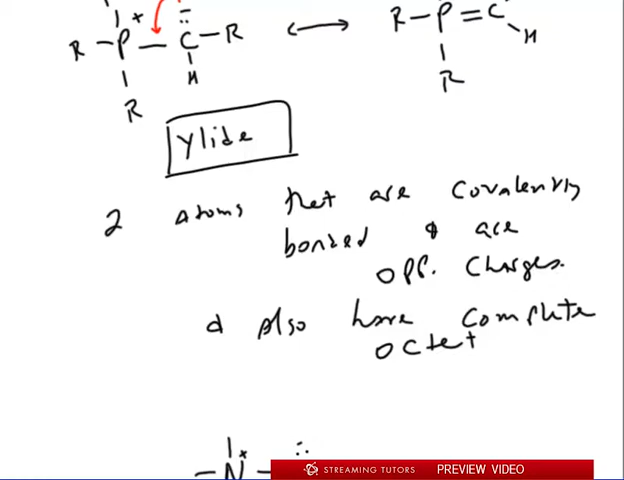 + ..
R - P - C - R ⟷ R - P = C
H H
R R
Ylide
2 Atoms that are covalently
bonded & are
opp. charges.
& Also have complete
octet
+ ..
- N -
STREAMING TUTORS PREVIEW VIDEO